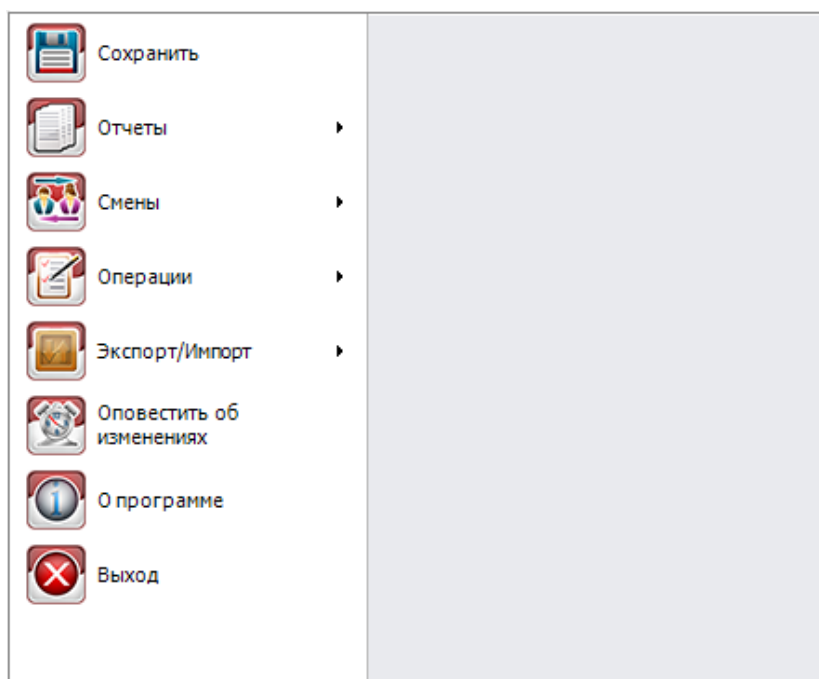 Сохранить
Отчеты
Смены
Операции
Экспорт/Импорт
Оповестить об
изменениях
О программе
Выход